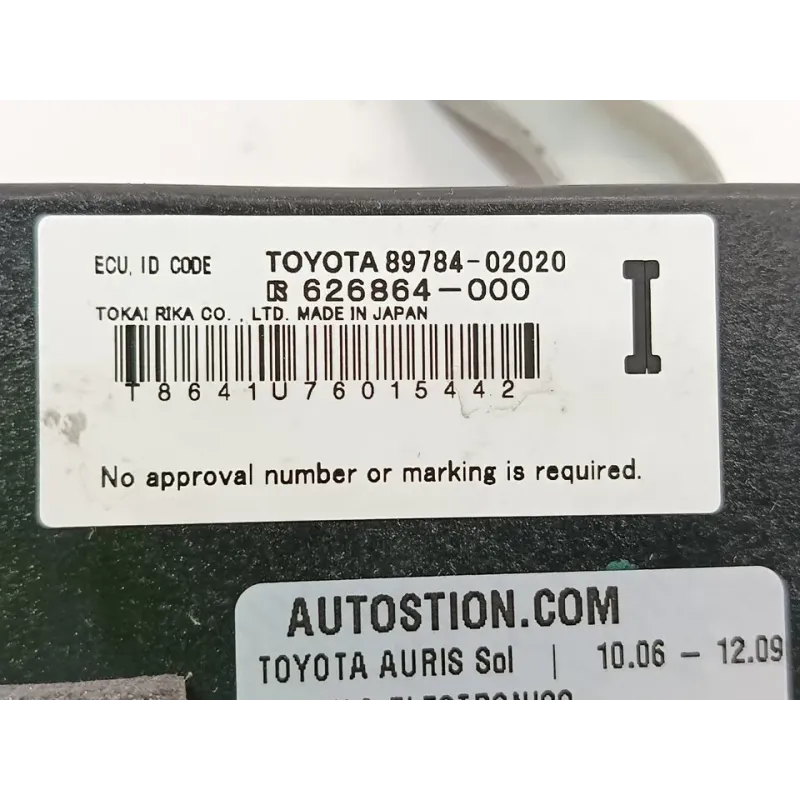 ECU, ID CODE TOYOTA 89784-02020
626864-000
TOKAI RIKA CO., LTD. MADE IN JAPAN
I
T8641U76015442
No approval number or marking is required.
AUTOSTION.COM
TOYOTA AURIS Sol | 10.06 - 12.09